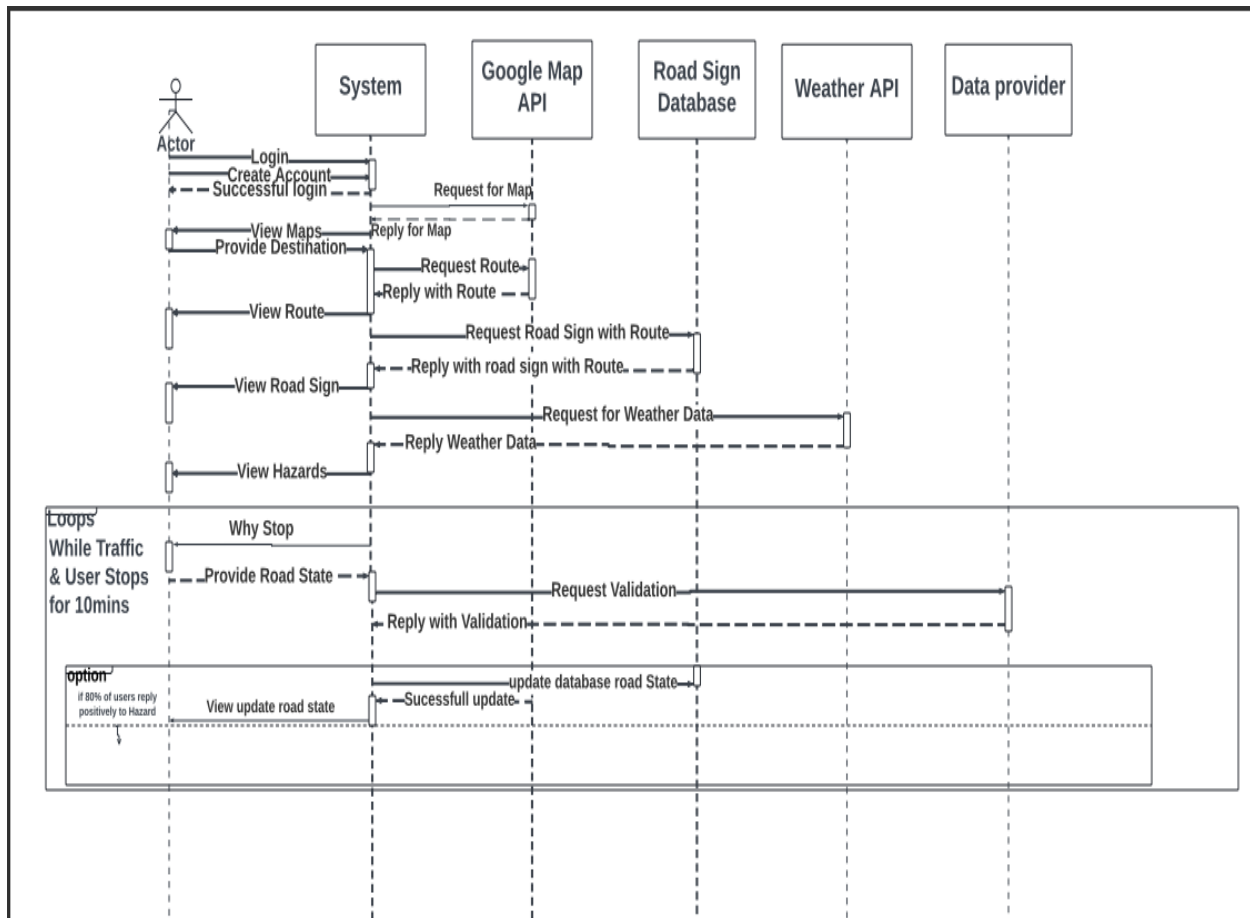 System
Google Map
API
Road Sign
Database
Weather API
Data provider
Actor
Login
Create Account
Successful login
Request for Map
View Maps
Reply for Map
Provide Destination
Request Route
Reply with Route
View Route
Request Road Sign with Route
Reply with road sign with Route
View Road Sign
Request for Weather Data
Reply Weather Data
View Hazards
Loops
While Traffic
& User Stops
for 10mins
Why Stop
Provide Road State
Request Validation
Reply with Validation
option
if 80% of users reply
positively to Hazard
update database road State
Sucessfull update
View update road state